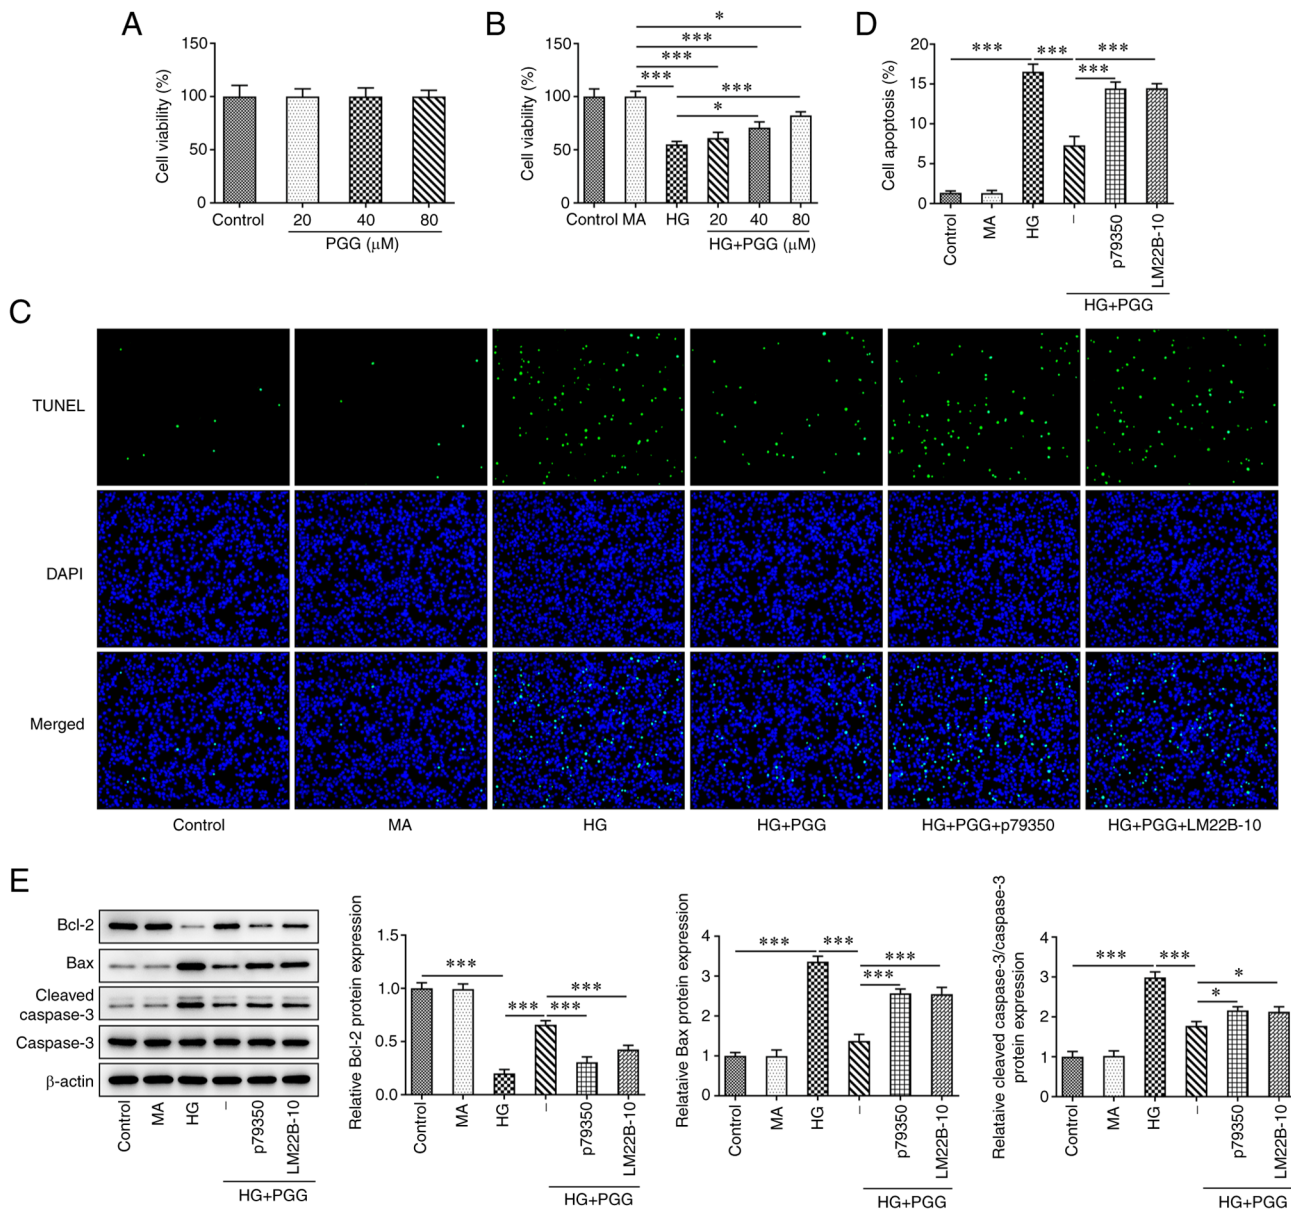 A
Cell viability (%)
150
100
50
0
Control
20
40
80
PGG (μM)
B
Cell viability (%)
150
100
50
0
*
***
***
***
***
*
Control MA HG 20 40 80
HG+PGG (μM)
D
Cell apoptosis (%)
20
15
10
5
0
*** *** ***
***
Control
MA
HG
–
p79350
LM22B-10
HG+PGG
C
TUNEL
DAPI
Merged
Control MA HG HG+PGG HG+PGG+p79350 HG+PGG+LM22B-10
E
Bcl-2
Bax
Cleaved
caspase-3
Caspase-3
β-actin
Control
MA
HG
–
p79350
LM22B-10
HG+PGG
Relative Bcl-2 protein expression
1.5
1.0
0.5
0.0
***
***
*** ***
Control
MA
HG
–
p79350
LM22B-10
HG+PGG
Relataive Bax protein expression
4
3
2
1
0
*** *** ***
***
Control
MA
HG
–
p79350
LM22B-10
HG+PGG
Relataive cleaved caspase-3/caspase-3
protein expression
4
3
2
1
0
*** *** *
*
Control
MA
HG
–
p79350
LM22B-10
HG+PGG